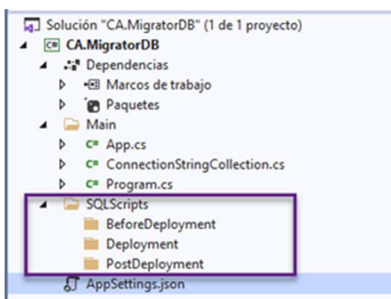 Solución "CA.MigratorDB" (1 de 1 proyecto)
C# CA.MigratorDB
Dependencias
Marcos de trabajo
Paquetes
Main
C# App.cs
C# ConnectionStringCollection.cs
C# Program.cs
SQLScripts
BeforeDeployment
Deployment
PostDeployment
AppSettings.json